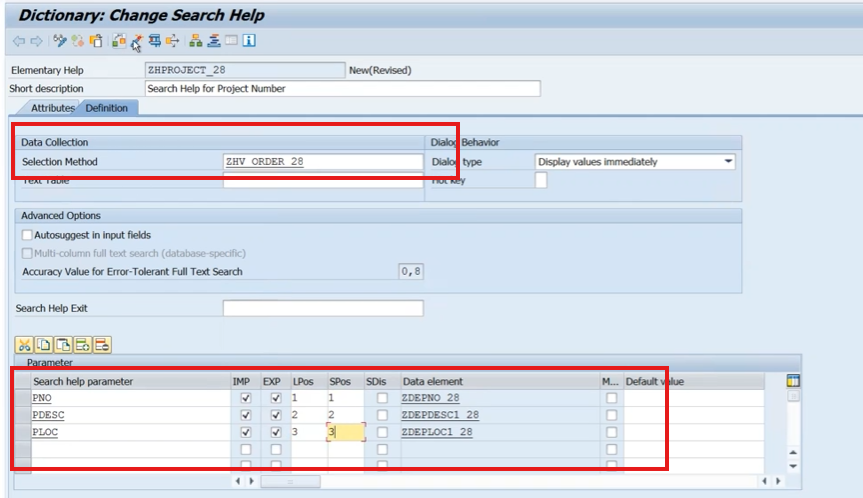 Dictionary: Change Search Help
Elementary Help ZHPROJECT_28 New(Revised)
Short description Search Help for Project Number
Attributes Definition
Data Collection Dialog Behavior
Selection Method ZHV_ORDER_28 Dialog type Display values immediately
Text Table Hot key
Advanced Options
Autosuggest in input fields
Multi-column full text search (database-specific)
Accuracy Value for Error-Tolerant Full Text Search 0,8
Search Help Exit
Parameter
Search help parameter IMP EXP LPos SPos SDis Data element M... Default value
PNO 1 1 ZDEPNO_28
PDESC 2 2 ZDEPDESC1_28
PLOC 3 3 ZDEPLOC1_28